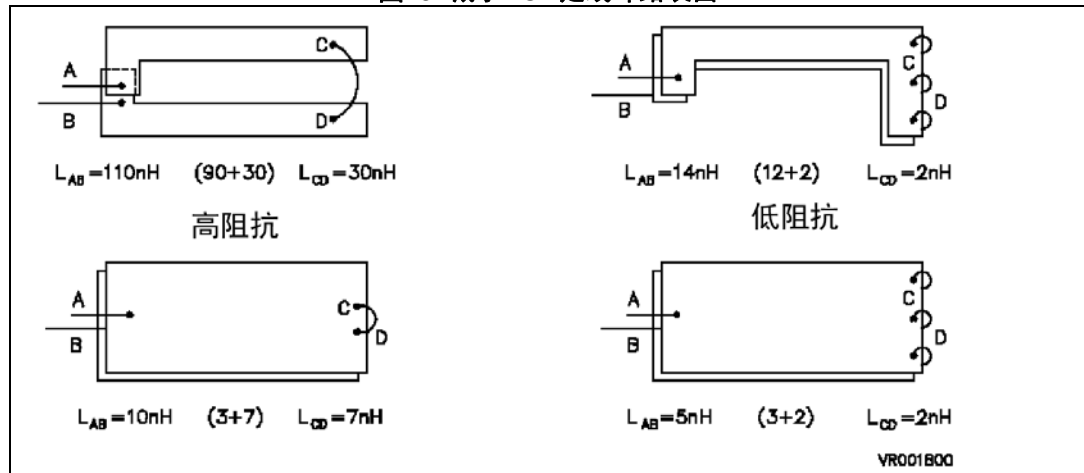 A
B
C
D
L_AB=110nH (90+30) L_CD=30nH
高阻抗
A
B
C
D
L_AB=14nH (12+2) L_CD=2nH
低阻抗
A
B
C
D
L_AB=10nH (3+7) L_CD=7nH
A
B
C
D
L_AB=5nH (3+2) L_CD=2nH
VR001800